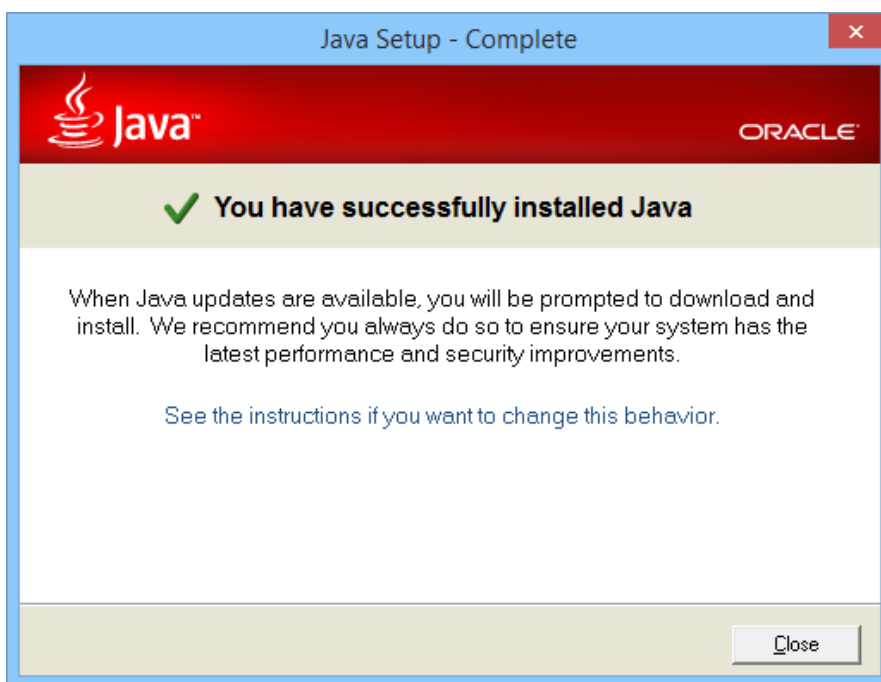 Java Setup - Complete
Java™
ORACLE®
You have successfully installed Java
When Java updates are available, you will be prompted to download and
install. We recommend you always do so to ensure your system has the
latest performance and security improvements.
See the instructions if you want to change this behavior.
Close